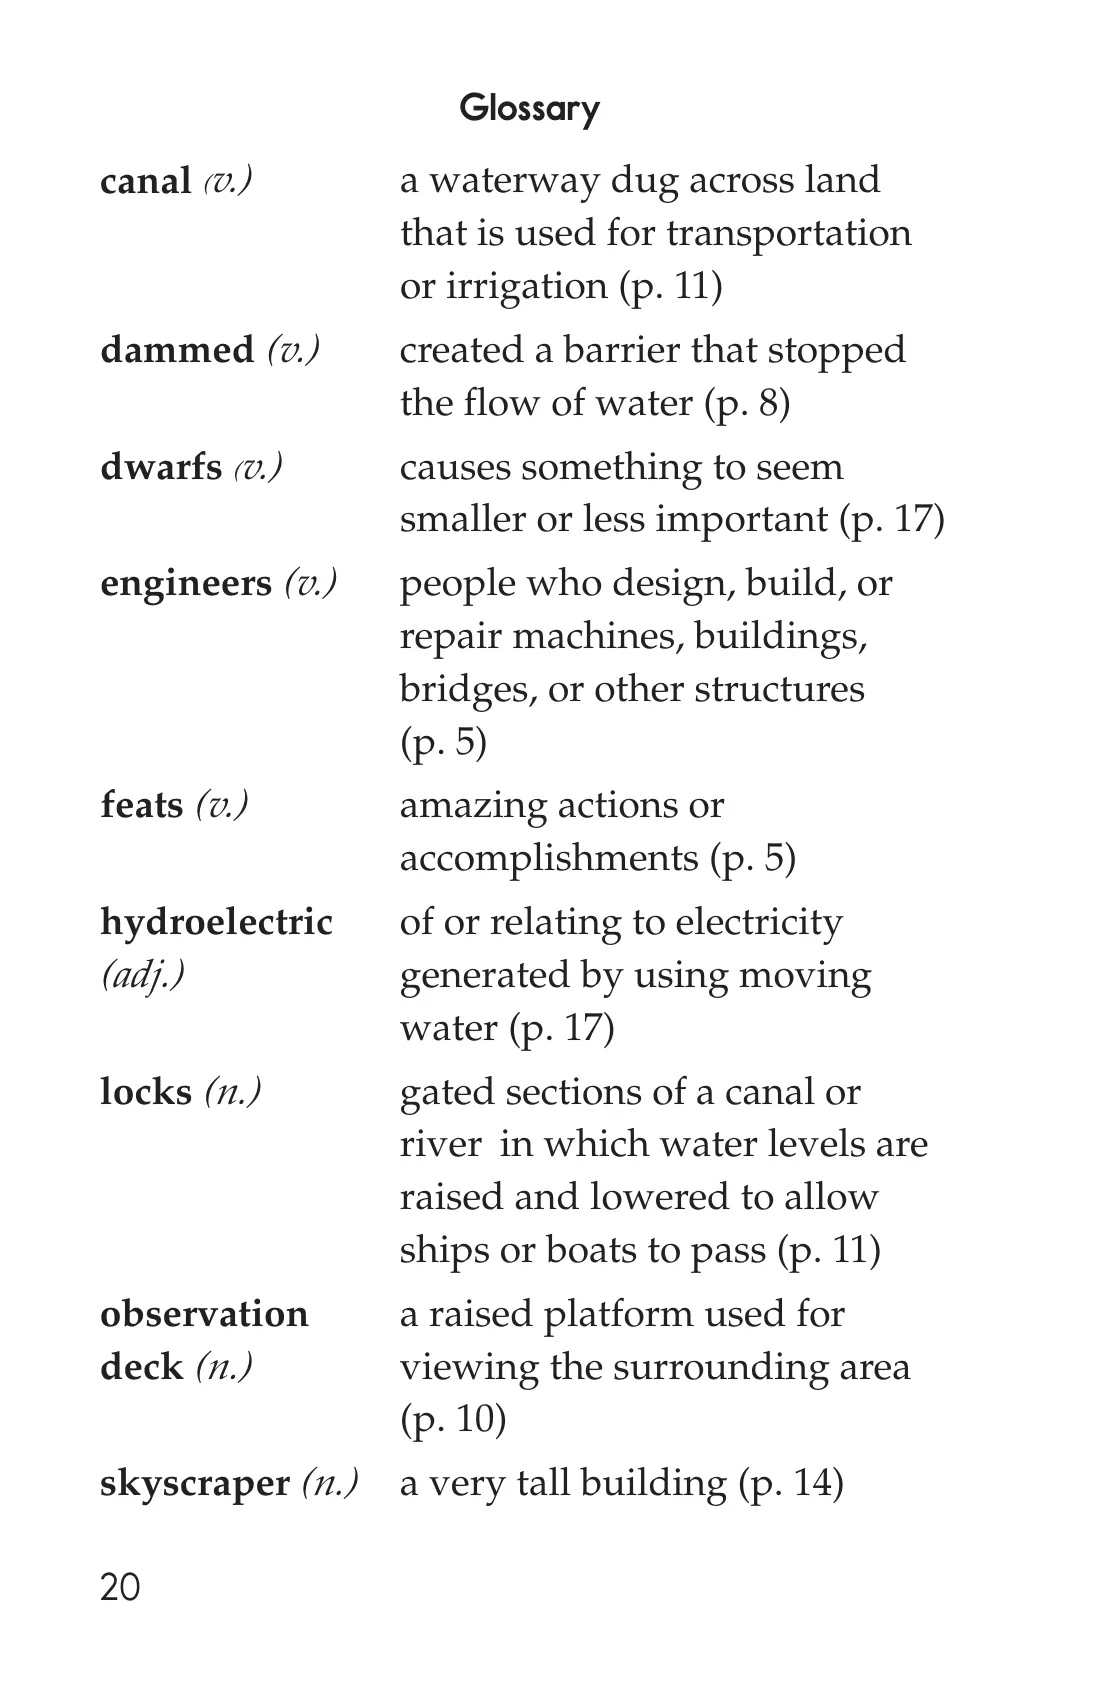 Glossary
canal (v.) a waterway dug across land
that is used for transportation
or irrigation (p. 11)
dammed (v.) created a barrier that stopped
the flow of water (p. 8)
dwarfs (v.) causes something to seem
smaller or less important (p. 17)
engineers (v.) people who design, build, or
repair machines, buildings,
bridges, or other structures
(p. 5)
feats (v.) amazing actions or
accomplishments (p. 5)
hydroelectric of or relating to electricity
(adj.) generated by using moving
water (p. 17)
locks (n.) gated sections of a canal or
river in which water levels are
raised and lowered to allow
ships or boats to pass (p. 11)
observation a raised platform used for
deck (n.) viewing the surrounding area
(p. 10)
skyscraper (n.) a very tall building (p. 14)
20